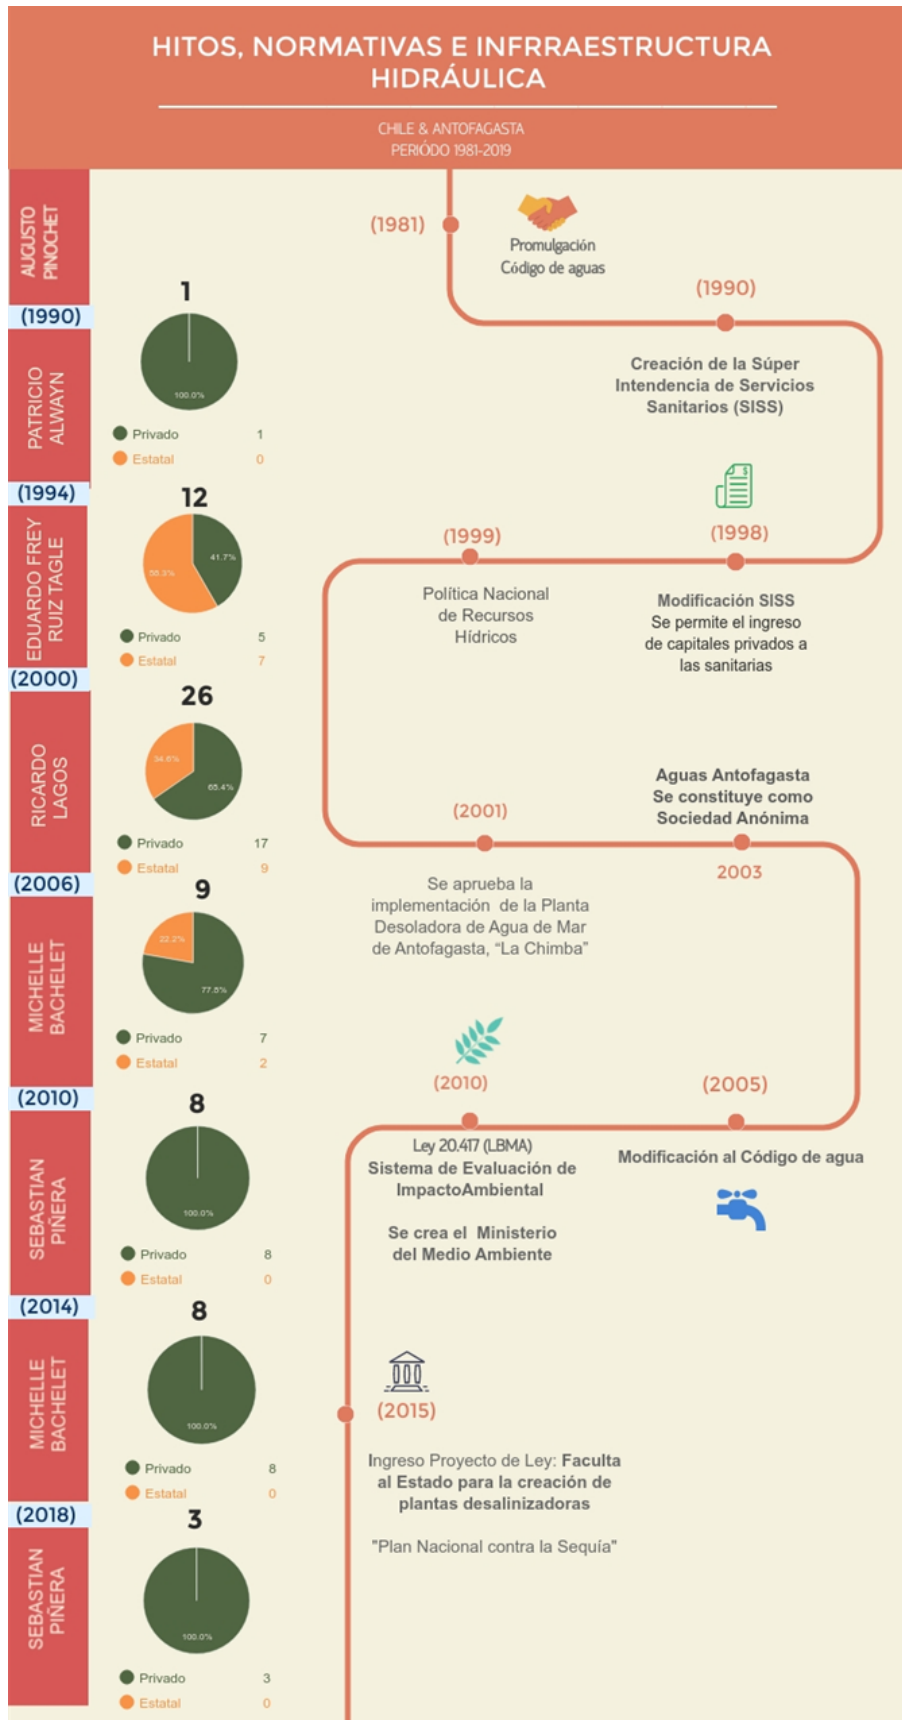 HITOS, NORMATIVAS E INFRRAESTRUCTURA
HIDRÁULICA
CHILE & ANTOFAGASTA
PERIÓDO 1981-2019
AUGUSTO
PINOCHET
(1981)
Promulgación
Código de aguas
(1990)
(1990)
Creación de la Súper
Intendencia de Servicios
Sanitarios (SISS)
PATRICIO
ALWAYN
1
100.0%
Privado 1
Estatal 0
(1994)
EDUARDO FREY
RUIZ TAGLE
12
41.7%
58.3%
Privado 5
Estatal 7
(1999)
Política Nacional
de Recursos
Hídricos
(1998)
Modificación SISS
Se permite el ingreso
de capitales privados a
las sanitarias
(2000)
RICARDO
LAGOS
26
34.6%
65.4%
Privado 17
Estatal 9
(2001)
Se aprueba la
implementación de la Planta
Desoladora de Agua de Mar
de Antofagasta, “La Chimba”
Aguas Antofagasta
Se constituye como
Sociedad Anónima
2003
(2006)
MICHELLE
BACHELET
9
22.2%
77.8%
Privado 7
Estatal 2
(2010)
Ley 20.417 (LBMA)
Sistema de Evaluación de
ImpactoAmbiental
Se crea el Ministerio
del Medio Ambiente
(2005)
Modificación al Código de agua
(2010)
SEBASTIAN
PIÑERA
8
100.0%
Privado 8
Estatal 0
(2014)
MICHELLE
BACHELET
8
100.0%
Privado 8
Estatal 0
(2015)
Ingreso Proyecto de Ley: Faculta
al Estado para la creación de
plantas desalinizadoras
"Plan Nacional contra la Sequía"
(2018)
SEBASTIAN
PIÑERA
3
100.0%
Privado 3
Estatal 0